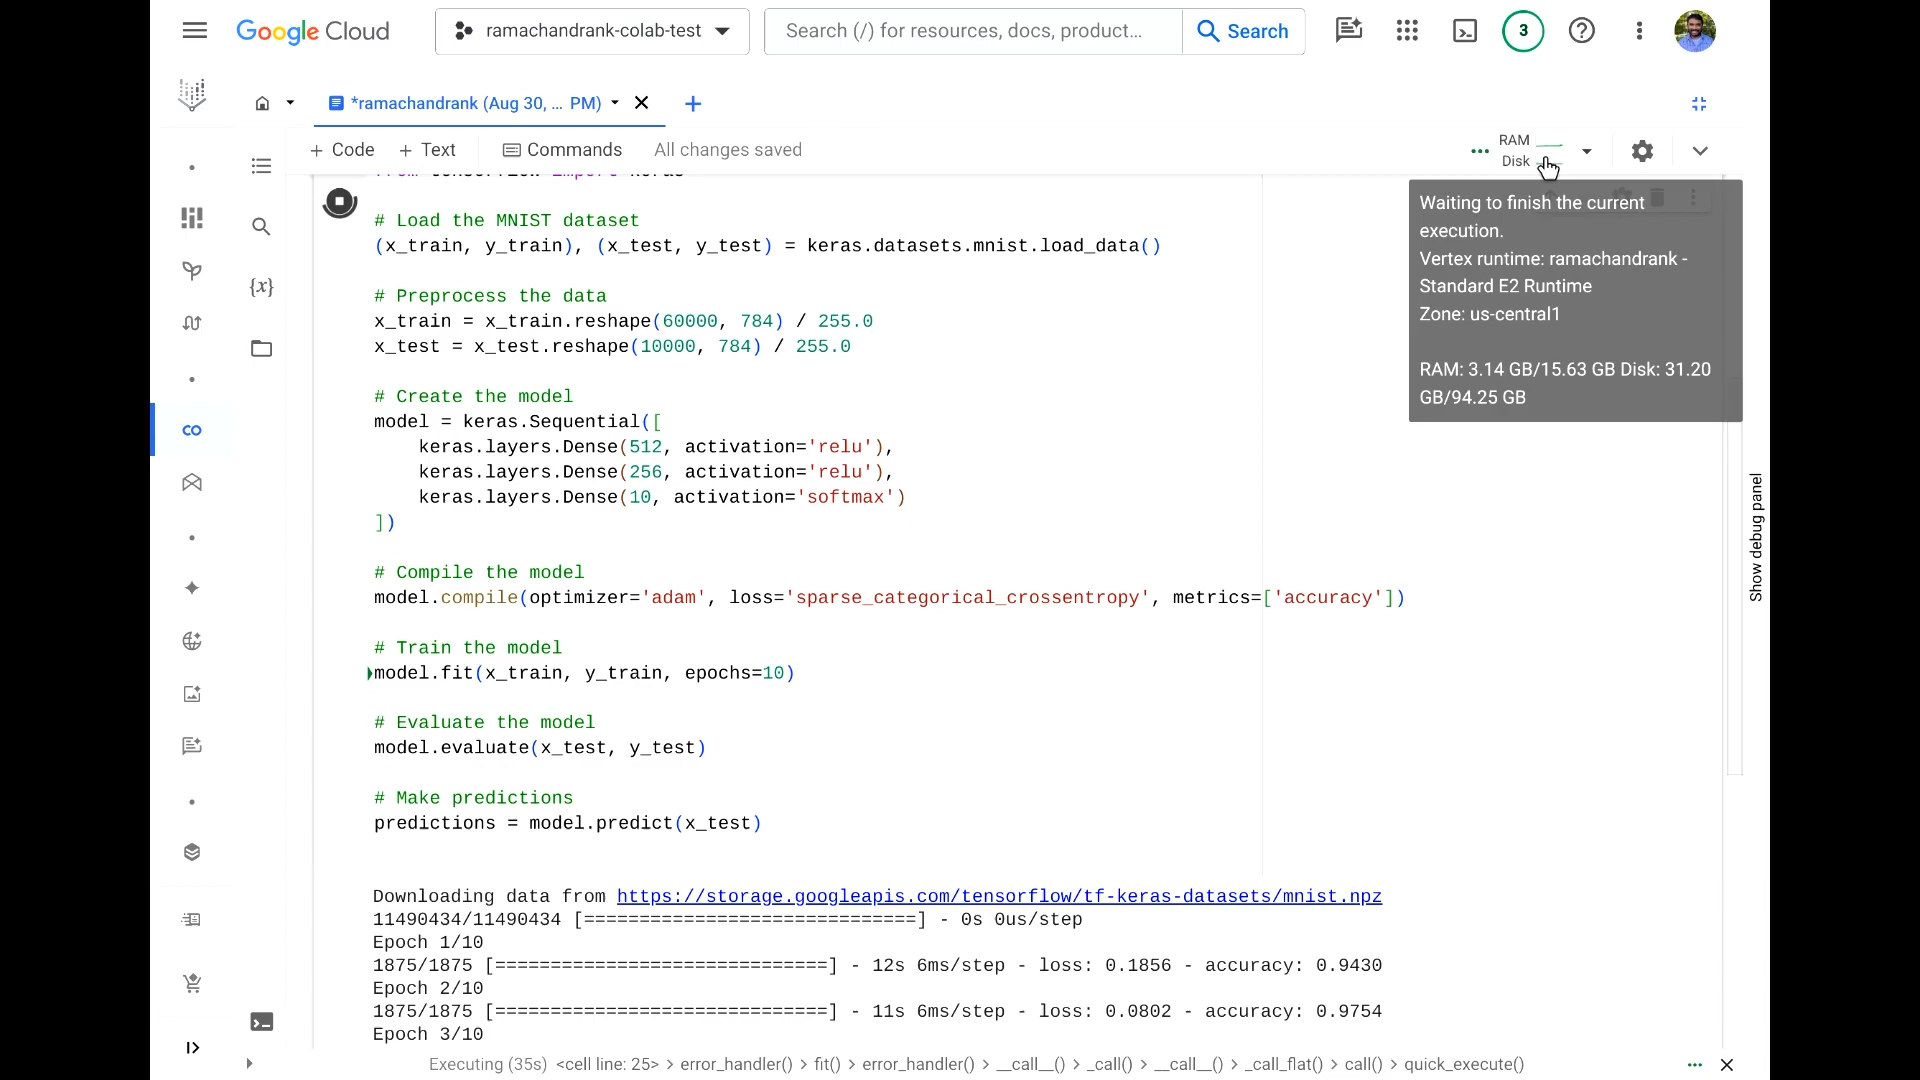 Google Cloud
ramachandrank-colab-test
Search (/) for resources, docs, product...
Search
3
*ramachandrank (Aug 30, ... PM)
+ Code
+ Text
Commands
All changes saved
RAM
Disk
Waiting to finish the current
execution.
Vertex runtime: ramachandrank -
Standard E2 Runtime
Zone: us-central1
RAM: 3.14 GB/15.63 GB Disk: 31.20
GB/94.25 GB
# Load the MNIST dataset
(x_train, y_train), (x_test, y_test) = keras.datasets.mnist.load_data()
# Preprocess the data
x_train = x_train.reshape(60000, 784) / 255.0
x_test = x_test.reshape(10000, 784) / 255.0
# Create the model
model = keras.Sequential([
    keras.layers.Dense(512, activation='relu'),
    keras.layers.Dense(256, activation='relu'),
    keras.layers.Dense(10, activation='softmax')
])
# Compile the model
model.compile(optimizer='adam', loss='sparse_categorical_crossentropy', metrics=['accuracy'])
# Train the model
model.fit(x_train, y_train, epochs=10)
# Evaluate the model
model.evaluate(x_test, y_test)
# Make predictions
predictions = model.predict(x_test)
Show debug panel
Downloading data from https://storage.googleapis.com/tensorflow/tf-keras-datasets/mnist.npz
11490434/11490434 [==============================] - 0s 0us/step
Epoch 1/10
1875/1875 [==============================] - 12s 6ms/step - loss: 0.1856 - accuracy: 0.9430
Epoch 2/10
1875/1875 [==============================] - 11s 6ms/step - loss: 0.0802 - accuracy: 0.9754
Epoch 3/10
Executing (35s) <cell line: 25> > error_handler() > fit() > error_handler() > __call__() > _call() > __call__() > _call_flat() > call() > quick_execute()